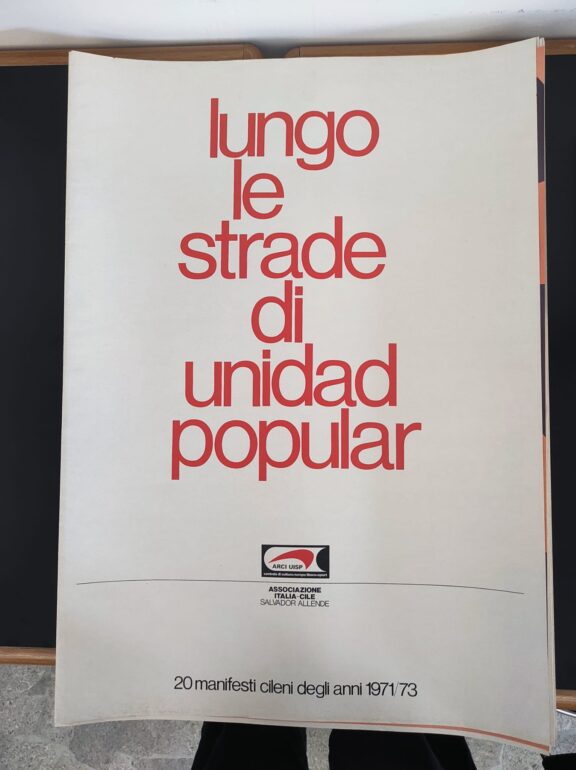 lungo
le
strade
di
unidad
popular
ARCI UISP
ASSOCIAZIONE
ITALIA-CILE
SALVADOR ALLENDE
20 manifesti cileni degli anni 1971/73